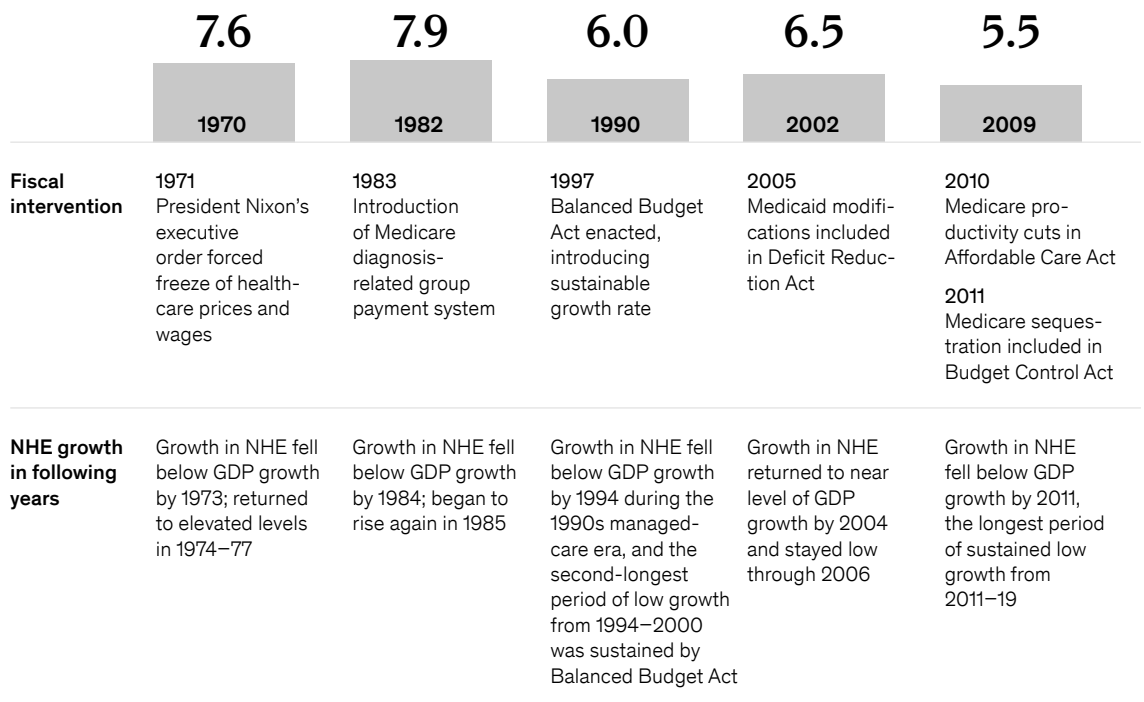 7.6
7.9
6.0
6.5
5.5
1970
1982
1990
2002
2009
Fiscal
intervention
1971
President Nixon's
executive
order forced
freeze of health-
care prices and
wages
1983
Introduction
of Medicare
diagnosis-
related group
payment system
1997
Balanced Budget
Act enacted,
introducing
sustainable
growth rate
2005
Medicaid modifi-
cations included
in Deficit Reduc-
tion Act
2010
Medicare pro-
ductivity cuts in
Affordable Care Act
2011
Medicare seques-
tration included in
Budget Control Act
NHE growth
in following
years
Growth in NHE fell
below GDP growth
by 1973; returned
to elevated levels
in 1974–77
Growth in NHE fell
below GDP growth
by 1984; began to
rise again in 1985
Growth in NHE fell
below GDP growth
by 1994 during the
1990s managed-
care era, and the
second-longest
period of low growth
from 1994–2000
was sustained by
Balanced Budget Act
Growth in NHE
returned to near
level of GDP
growth by 2004
and stayed low
through 2006
Growth in NHE
fell below GDP
growth by 2011,
the longest period
of sustained low
growth from
2011–19